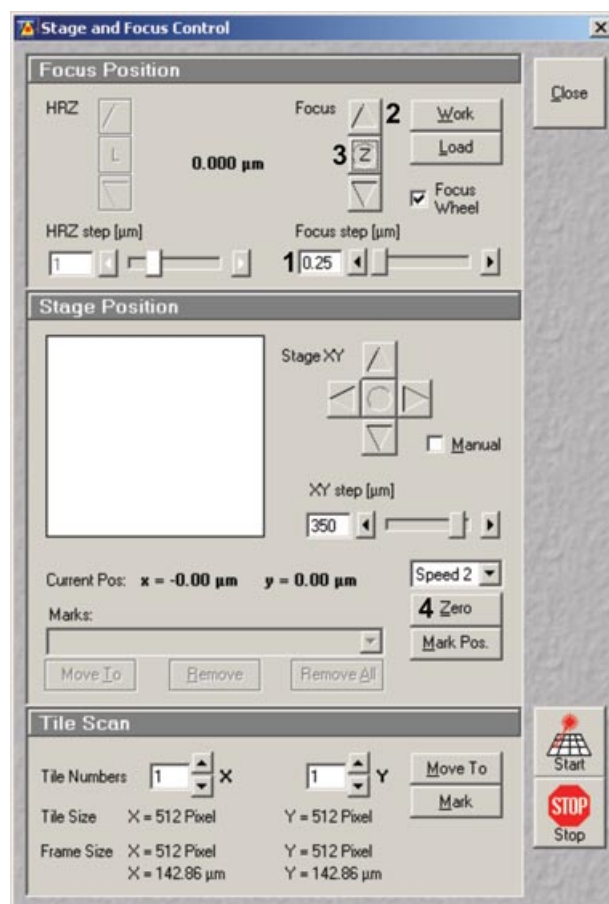 Stage and Focus Control
Focus Position
Close
HRZ Focus 2 Work
L 0.000 µm 3 Z Load
Focus Wheel
HRZ step [µm] Focus step [µm]
1 1 0.25
Stage Position
Stage XY
Manual
XY step [µm]
350
Current Pos: x = -0.00 µm y = 0.00 µm Speed 2
Marks: 4 Zero
Mark Pos.
Move To Remove Remove All
Tile Scan
Tile Numbers 1 X 1 Y Move To
Mark
Tile Size X = 512 Pixel Y = 512 Pixel
Frame Size X = 512 Pixel Y = 512 Pixel
X = 142.86 µm Y = 142.86 µm
Start
STOP
Stop